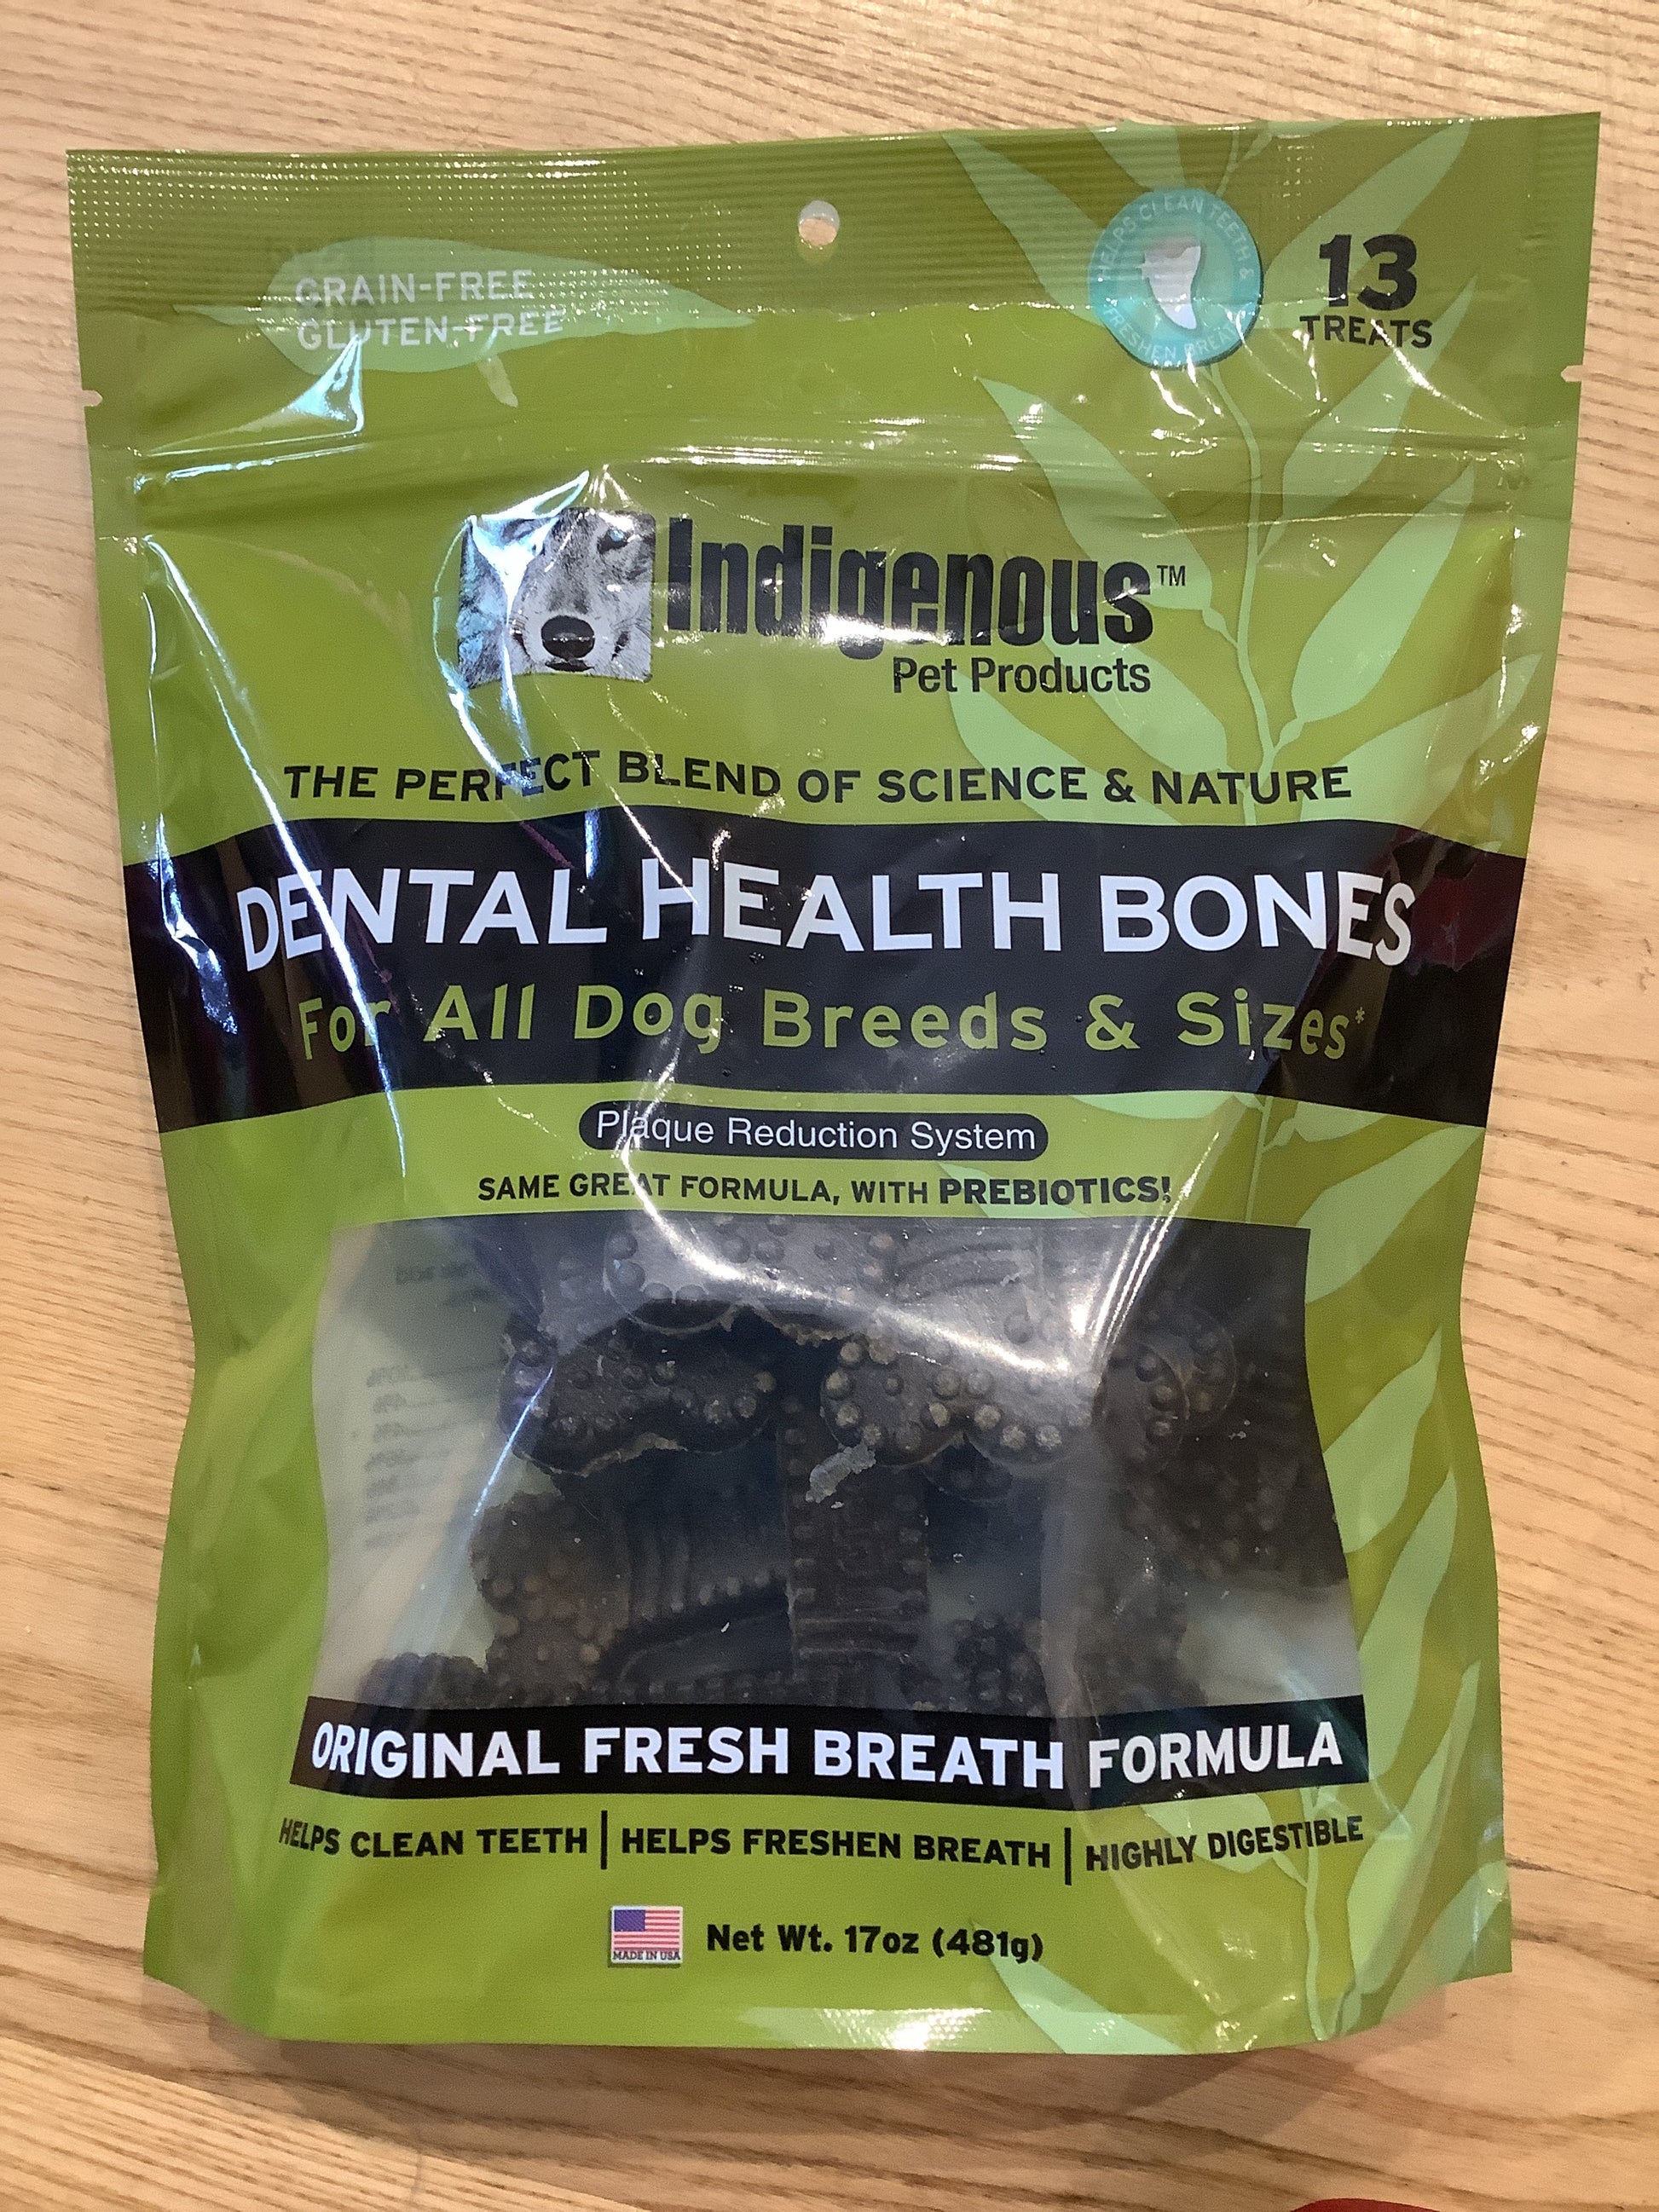 GRAIN-FREE
GLUTEN-FREE
HELPS CLEAN TEETH &
FRESHEN BREATH
13
TREATS
Indigenous™
Pet Products
THE PERFECT BLEND OF SCIENCE & NATURE
DENTAL HEALTH BONES
For All Dog Breeds & Sizes*
Plaque Reduction System
SAME GREAT FORMULA, WITH PREBIOTICS!
ORIGINAL FRESH BREATH FORMULA
HELPS CLEAN TEETH | HELPS FRESHEN BREATH | HIGHLY DIGESTIBLE
MADE IN USA
Net Wt. 17oz (481g)